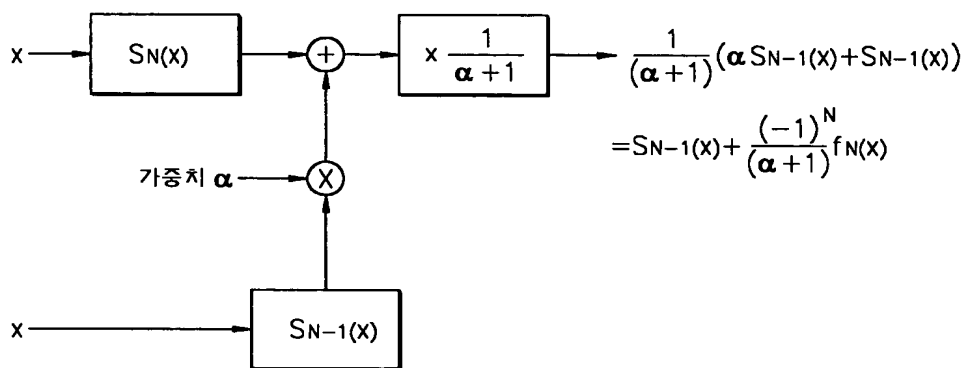 x
SN(x)
+
x 1/(α+1)
1/(α+1) (αSN−1(x)+SN−1(x))
=SN−1(x)+ (−1)^N/(α+1) fN(x)
가중치 α
X
x
SN−1(x)